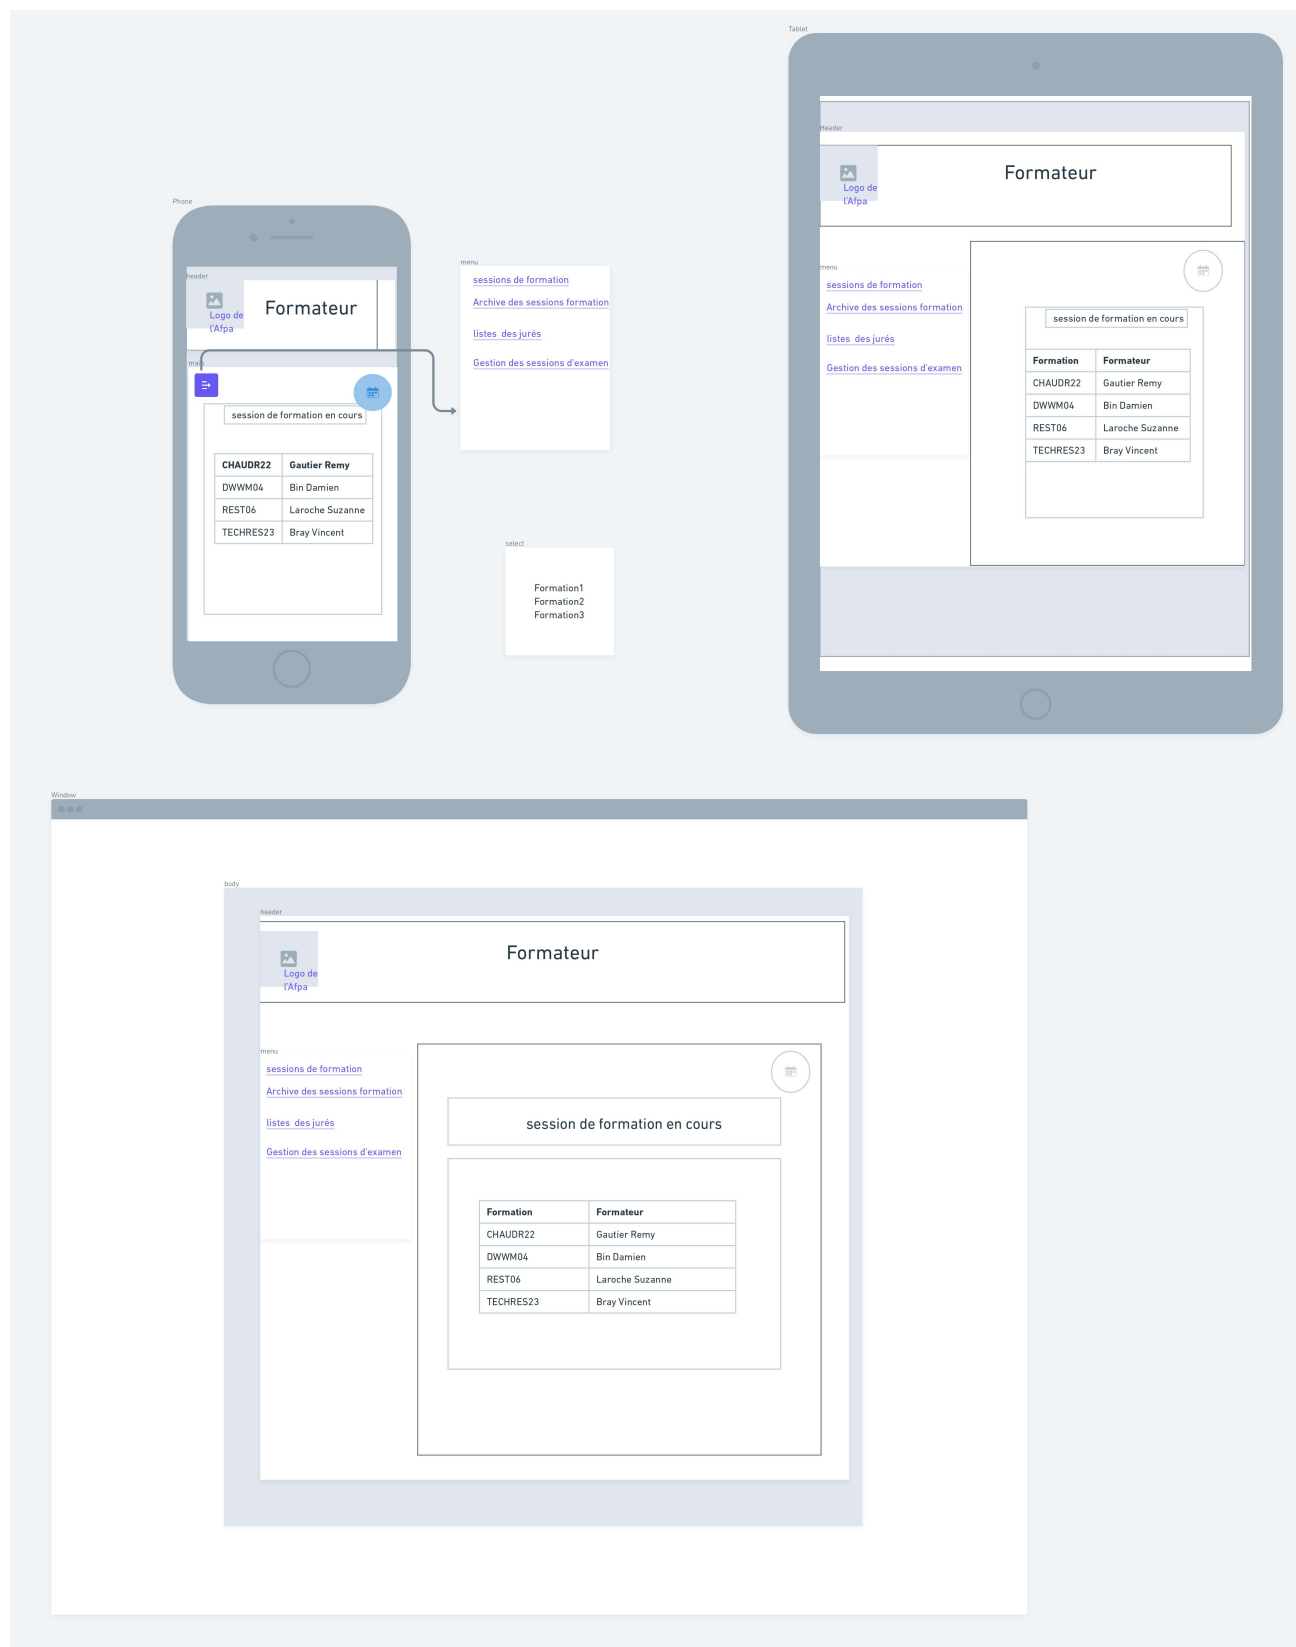 Phone
header
Logo de
l'Afpa
Formateur
main
session de formation en cours
CHAUDR22 Gautier Remy
DWWM04 Bin Damien
REST06 Laroche Suzanne
TECHRES23 Bray Vincent
menu
sessions de formation
Archive des sessions formation
listes des jurés
Gestion des sessions d'examen
select
Formation1
Formation2
Formation3
Tablet
Header
Logo de
l'Afpa
Formateur
menu
sessions de formation
Archive des sessions formation
listes des jurés
Gestion des sessions d'examen
session de formation en cours
Formation Formateur
CHAUDR22 Gautier Remy
DWWM04 Bin Damien
REST06 Laroche Suzanne
TECHRES23 Bray Vincent
Window
body
header
Logo de
l'Afpa
Formateur
menu
sessions de formation
Archive des sessions formation
listes des jurés
Gestion des sessions d'examen
session de formation en cours
Formation Formateur
CHAUDR22 Gautier Remy
DWWM04 Bin Damien
REST06 Laroche Suzanne
TECHRES23 Bray Vincent